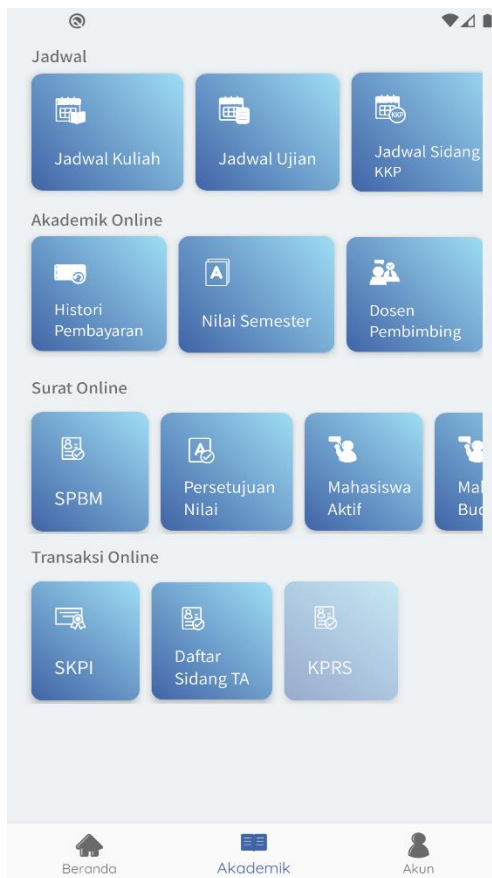 Jadwal
Jadwal Kuliah
Jadwal Ujian
Jadwal Sidang
KKP
Akademik Online
Histori
Pembayaran
Nilai Semester
Dosen
Pembimbing
Surat Online
SPBM
Persetujuan
Nilai
Mahasiswa
Aktif
Transaksi Online
SKPI
Daftar
Sidang TA
KPRS
Beranda
Akademik
Akun